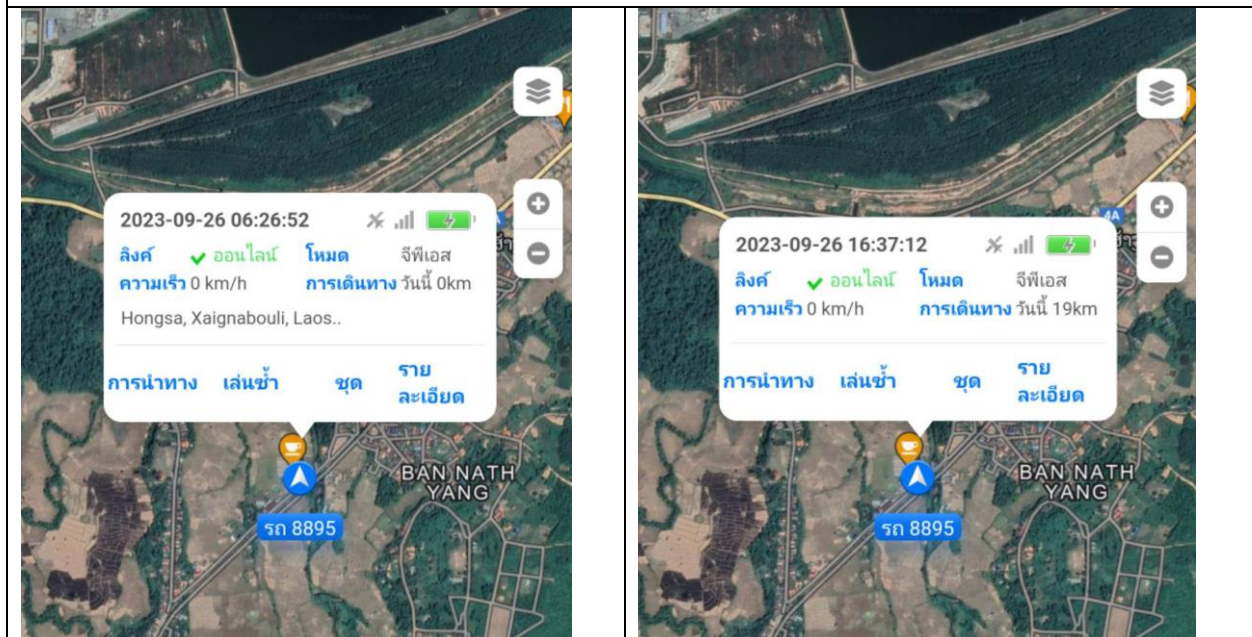 2023-09-26 06:26:52
ลิงค์ ออนไลน์ โหมด จีพีเอส
ความเร็ว 0 km/h การเดินทาง วันนี้ 0km
Hongsa, Xaignabouli, Laos..
การนำทาง เล่นซ้ำ ชุด ราย
ละเอียด
BAN NATH
YANG
รถ 8895
4A
2023-09-26 16:37:12
ลิงค์ ออนไลน์ โหมด จีพีเอส
ความเร็ว 0 km/h การเดินทาง วันนี้ 19km
การนำทาง เล่นซ้ำ ชุด ราย
ละเอียด
BAN NATH
YANG
รถ 8895